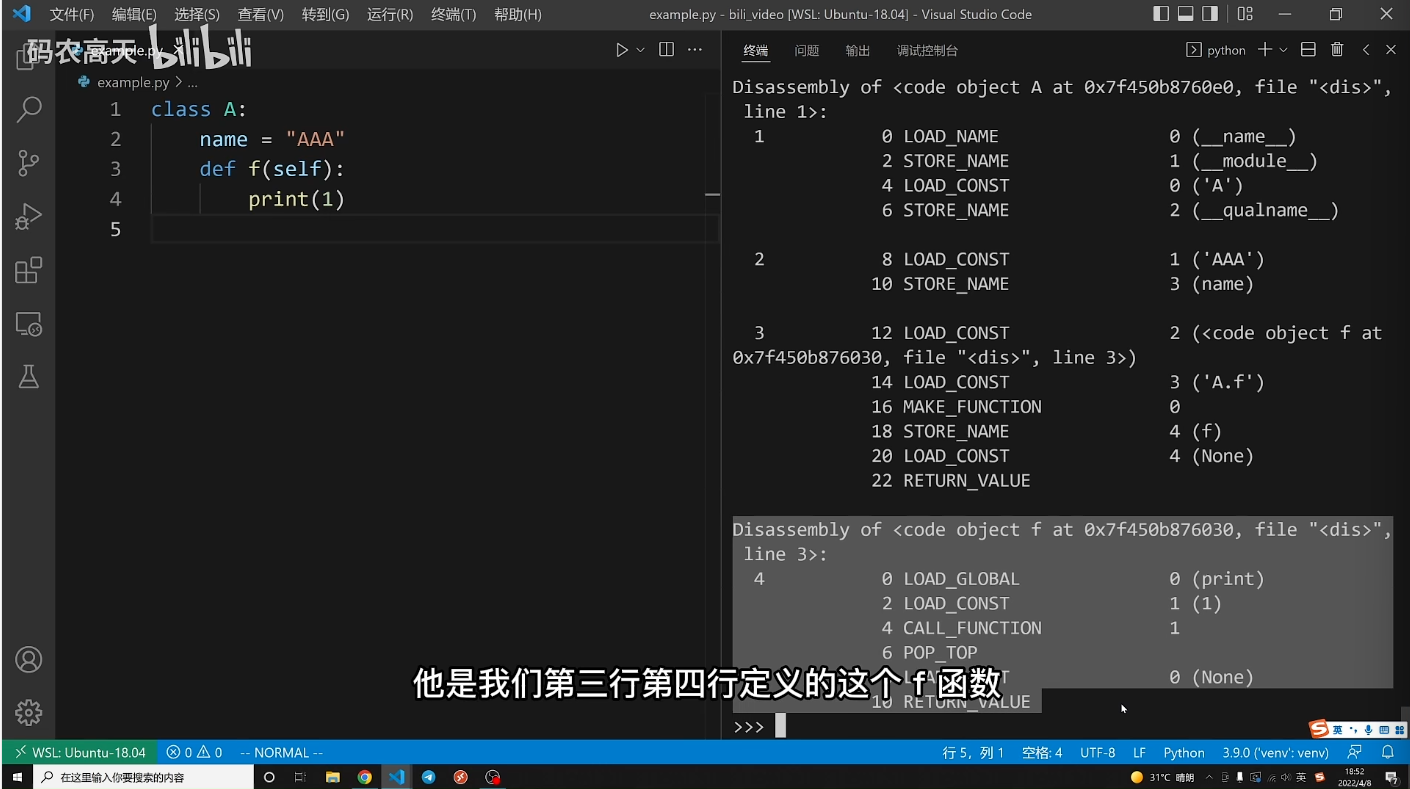 文件(F) 编辑(E) 选择(S) 查看(V) 转到(G) 运行(R) 终端(T) 帮助(H) example.py - bili_video [WSL: Ubuntu-18.04] - Visual Studio Code
码农高天 bilibili
example.py
example.py > ...
1 class A:
2     name = "AAA"
3     def f(self):
4         print(1)
5
终端 问题 输出 调试控制台 python
Disassembly of <code object A at 0x7f450b8760e0, file "<dis>",
 line 1>:
  1           0 LOAD_NAME                0 (__name__)
              2 STORE_NAME               1 (__module__)
              4 LOAD_CONST               0 ('A')
              6 STORE_NAME               2 (__qualname__)
  2           8 LOAD_CONST               1 ('AAA')
             10 STORE_NAME               3 (name)
  3          12 LOAD_CONST               2 (<code object f at
0x7f450b876030, file "<dis>", line 3>)
             14 LOAD_CONST               3 ('A.f')
             16 MAKE_FUNCTION            0
             18 STORE_NAME               4 (f)
             20 LOAD_CONST               4 (None)
             22 RETURN_VALUE
Disassembly of <code object f at 0x7f450b876030, file "<dis>",
 line 3>:
  4           0 LOAD_GLOBAL              0 (print)
              2 LOAD_CONST               1 (1)
              4 CALL_FUNCTION            1
              6 POP_TOP
                                         0 (None)
             10 RETURN_VALUE
>>>
他是我们第三行第四行定义的这个 f 函数
英
WSL: Ubuntu-18.04 0 0 -- NORMAL -- 行 5，列 1 空格: 4 UTF-8 LF Python 3.9.0 ('venv': venv)
在这里输入你要搜索的内容 31°C 晴朗 英 18:52
2022/4/8